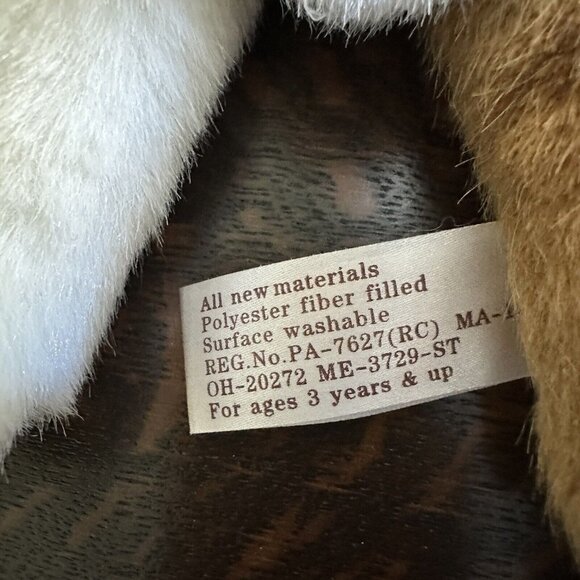 All new materials
Polyester fiber filled
Surface washable
REG.No.PA-7627(RC) MA-
OH-20272 ME-3729-ST
For ages 3 years & up